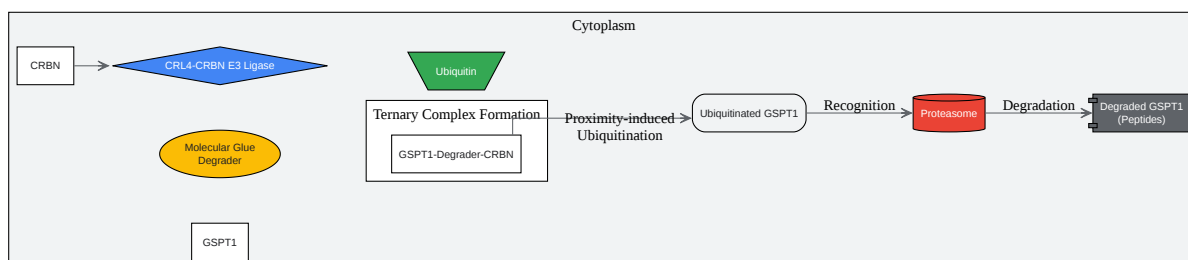 Cytoplasm
CRBN
CRL4-CRBN E3 Ligase
Ubiquitin
Ternary Complex Formation
GSPT1-Degrader-CRBN
Proximity-induced
Ubiquitination
Ubiquitinated GSPT1
Recognition
Proteasome
Degradation
Degraded GSPT1
(Peptides)
Molecular Glue
Degrader
GSPT1